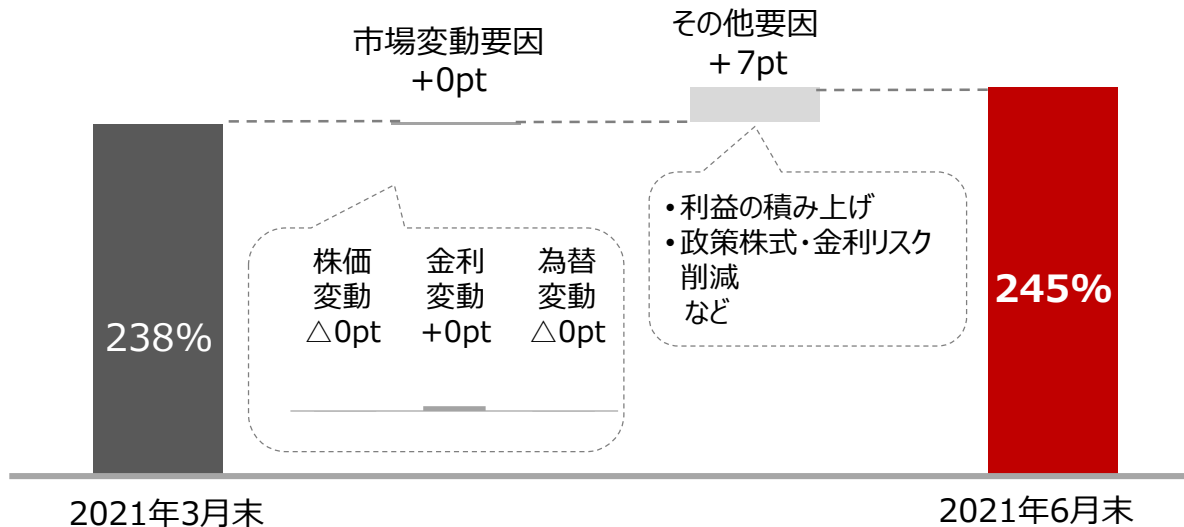 市場変動要因
+0pt
その他要因
＋7pt
238%
株価
変動
△0pt
金利
変動
+0pt
為替
変動
△0pt
•利益の積み上げ
•政策株式・金利リスク
削減
など
245%
2021年3月末
2021年6月末